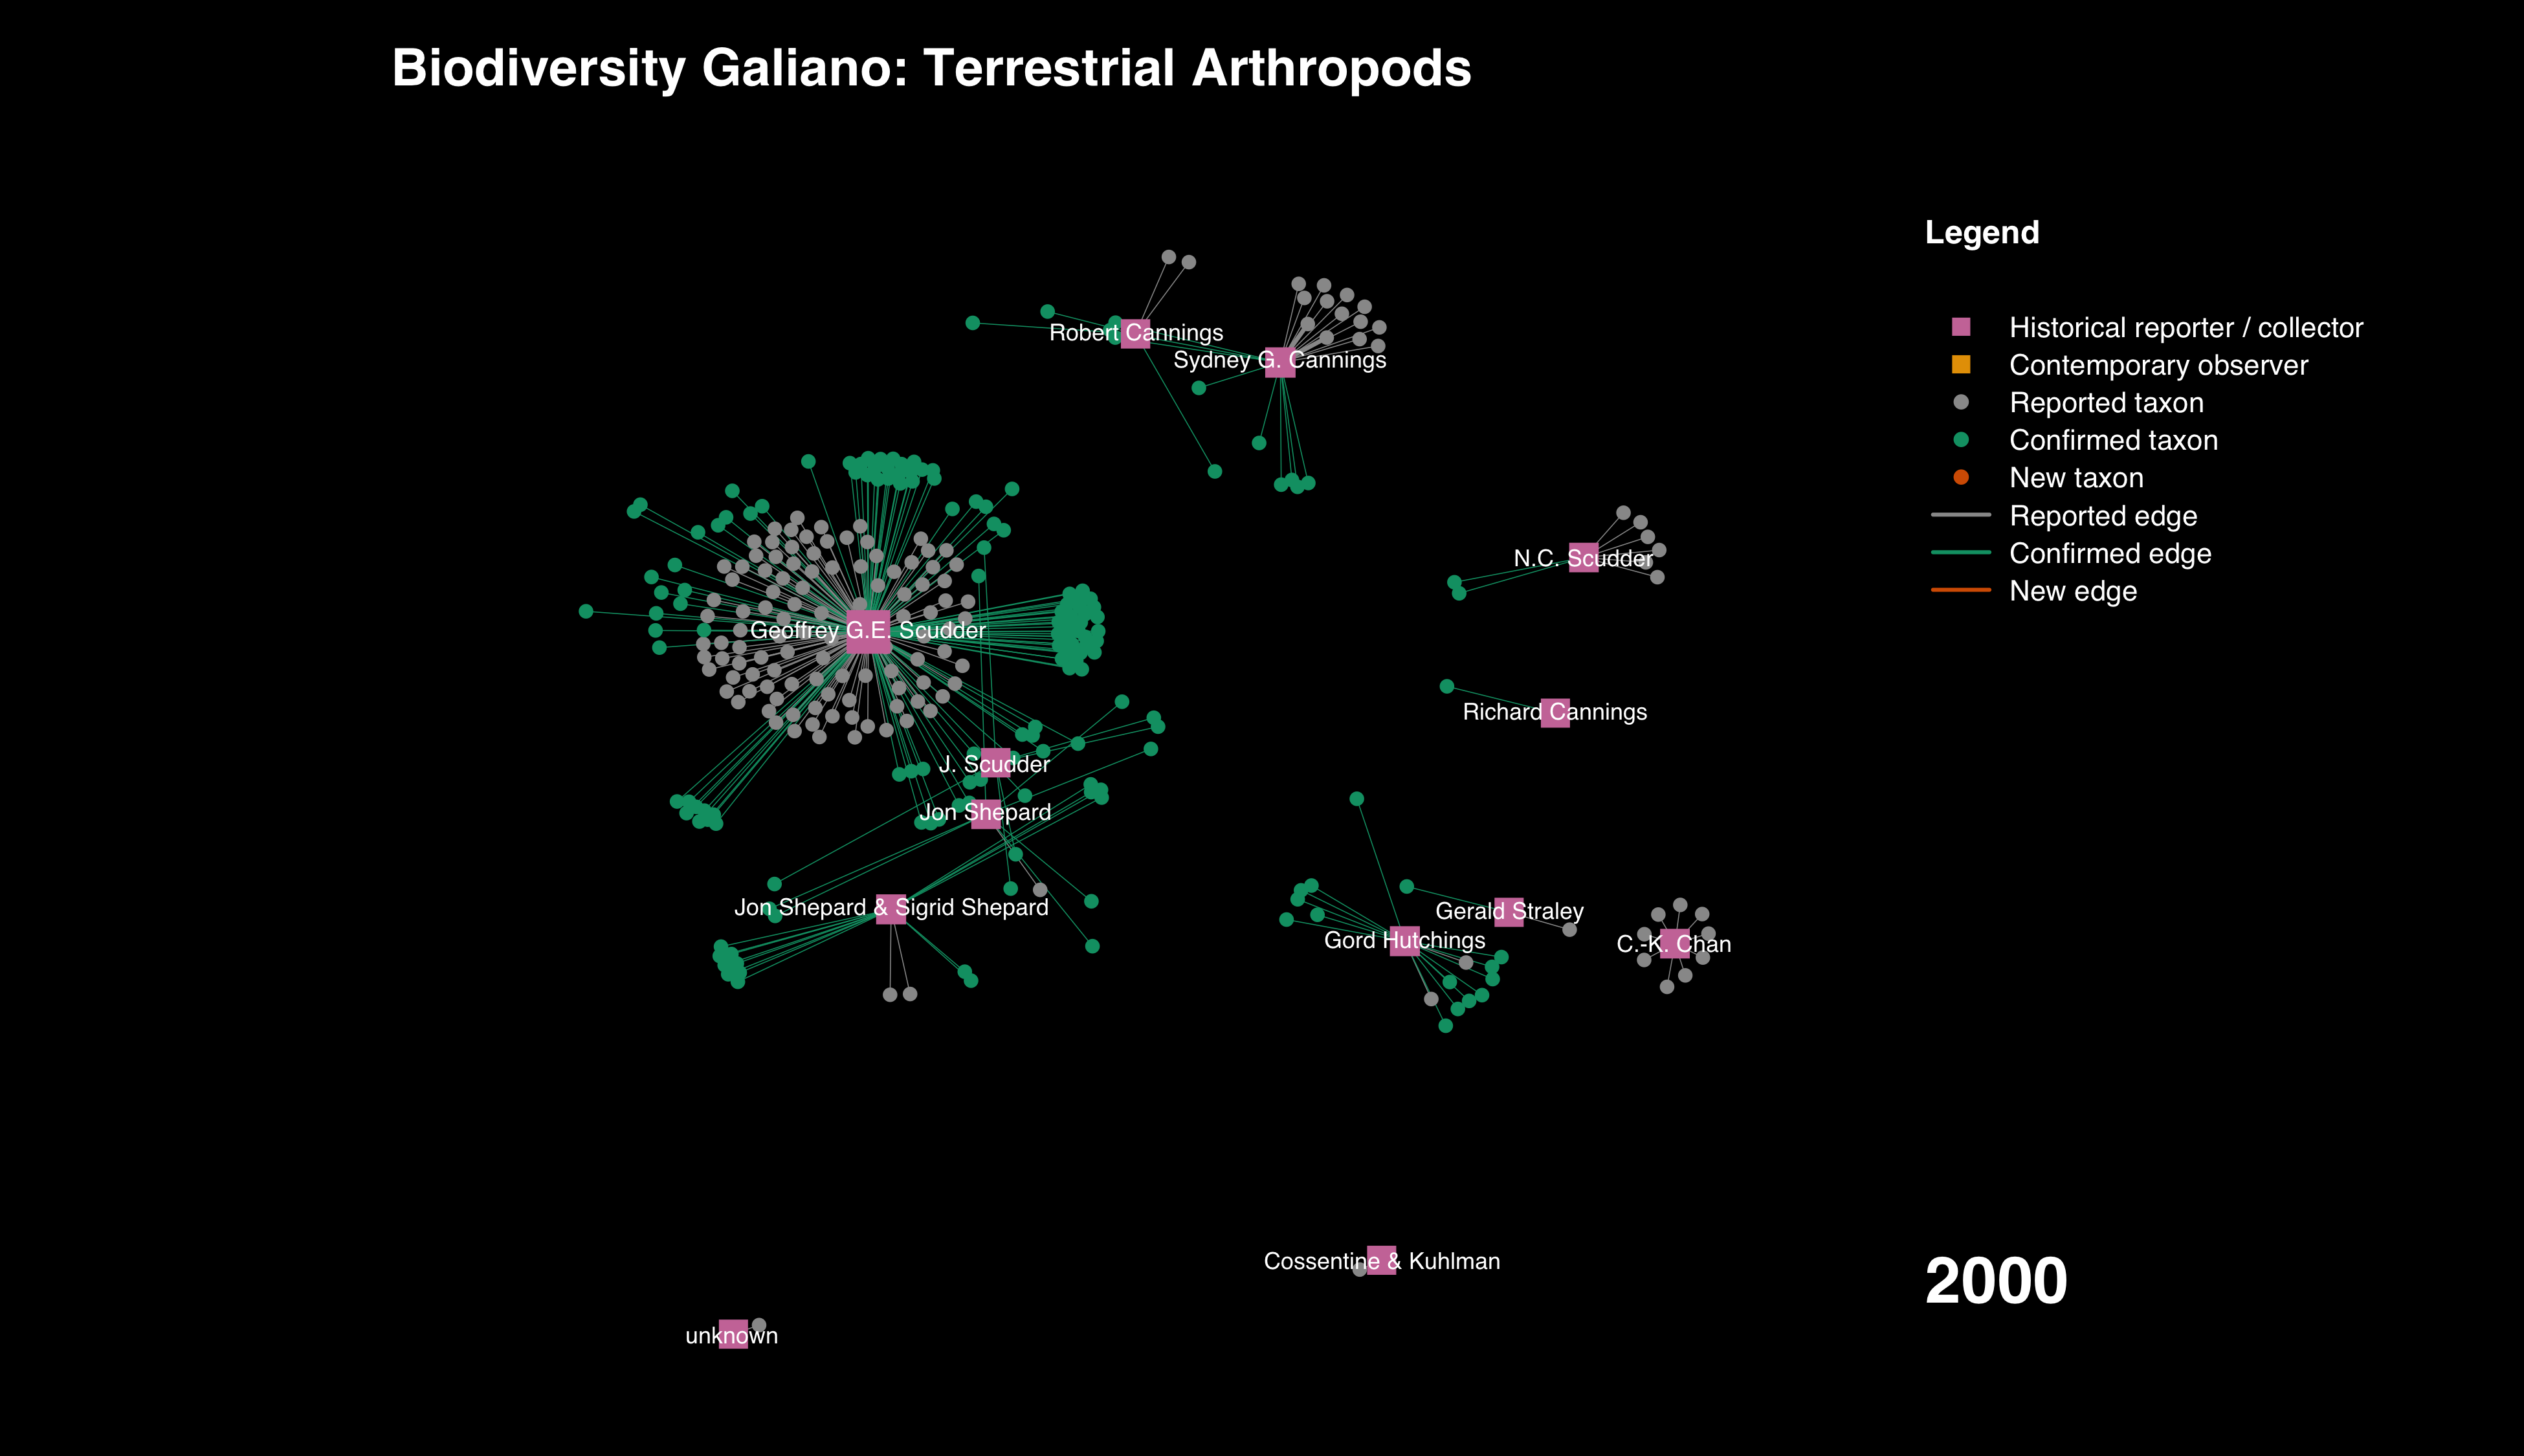 Biodiversity Galiano: Terrestrial Arthropods
Legend
Historical reporter / collector
Contemporary observer
Reported taxon
Confirmed taxon
New taxon
Reported edge
Confirmed edge
New edge
Robert Cannings
Sydney G. Cannings
N.C. Scudder
Geoffrey G.E. Scudder
Richard Cannings
J. Scudder
Jon Shepard
Jon Shepard & Sigrid Shepard
Gerald Straley
Gord Hutchings
C.-K. Chan
Cossentine & Kuhlman
2000
unknown